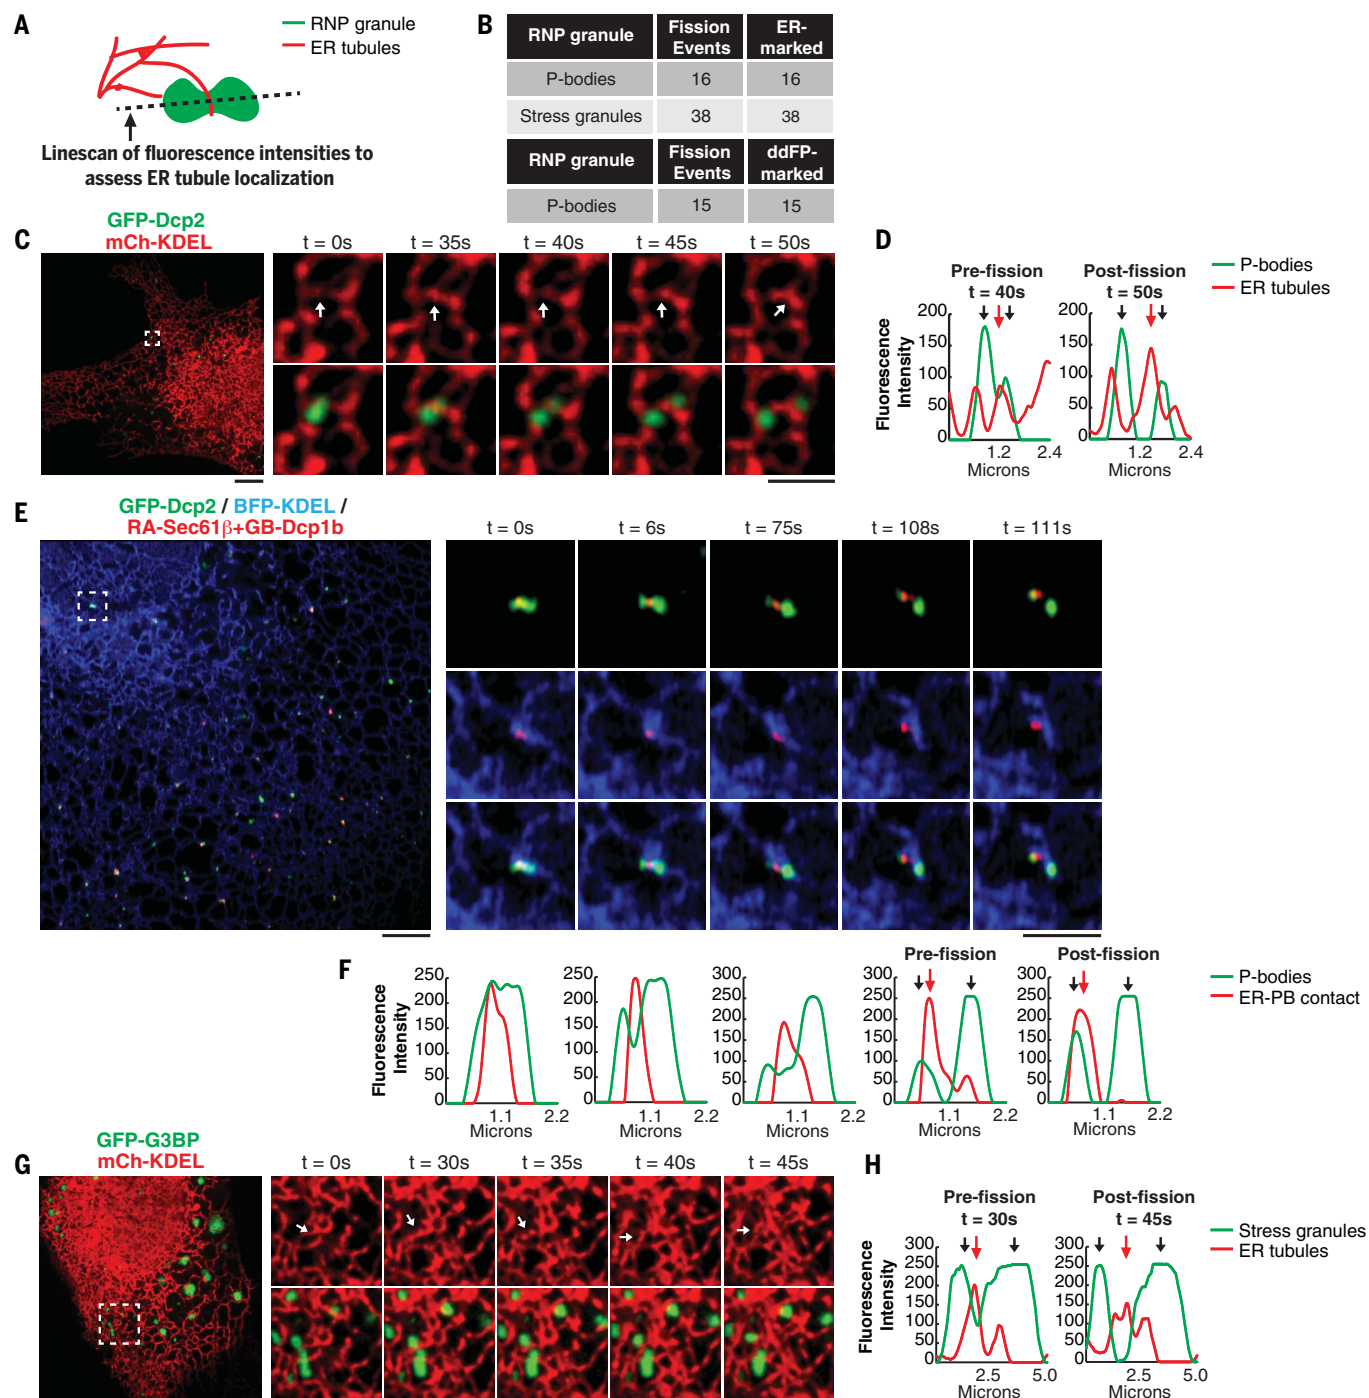 A
RNP granule
ER tubules
Linescan of fluorescence intensities to
assess ER tubule localization
B
RNP granule Fission Events ER-marked
P-bodies 16 16
Stress granules 38 38
RNP granule Fission Events ddFP-marked
P-bodies 15 15
C
GFP-Dcp2
mCh-KDEL
t = 0s t = 35s t = 40s t = 45s t = 50s
D
Pre-fission Post-fission
t = 40s t = 50s
P-bodies
ER tubules
Fluorescence Intensity
200 200
150 150
100 100
50 50
0 0
1.2 2.4 1.2 2.4
Microns Microns
E
GFP-Dcp2 / BFP-KDEL /
RA-Sec61β+GB-Dcp1b
t = 0s t = 6s t = 75s t = 108s t = 111s
F
Pre-fission Post-fission
P-bodies
ER-PB contact
Fluorescence Intensity
250 250 300 300 300
200 200 250 250 250
150 150 200 200 200
100 100 150 150 150
50 50 100 100 100
0 0 50 50 50
0 0 0
1.1 2.2 1.1 2.2 1.1 2.2 1.1 2.2 1.1 2.2
Microns Microns Microns Microns Microns
G
GFP-G3BP
mCh-KDEL
t = 0s t = 30s t = 35s t = 40s t = 45s
H
Pre-fission Post-fission
t = 30s t = 45s
Stress granules
ER tubules
Fluorescence Intensity
300 300
250 250
200 200
150 150
100 100
50 50
0 0
2.5 5.0 2.5 5.0
Microns Microns